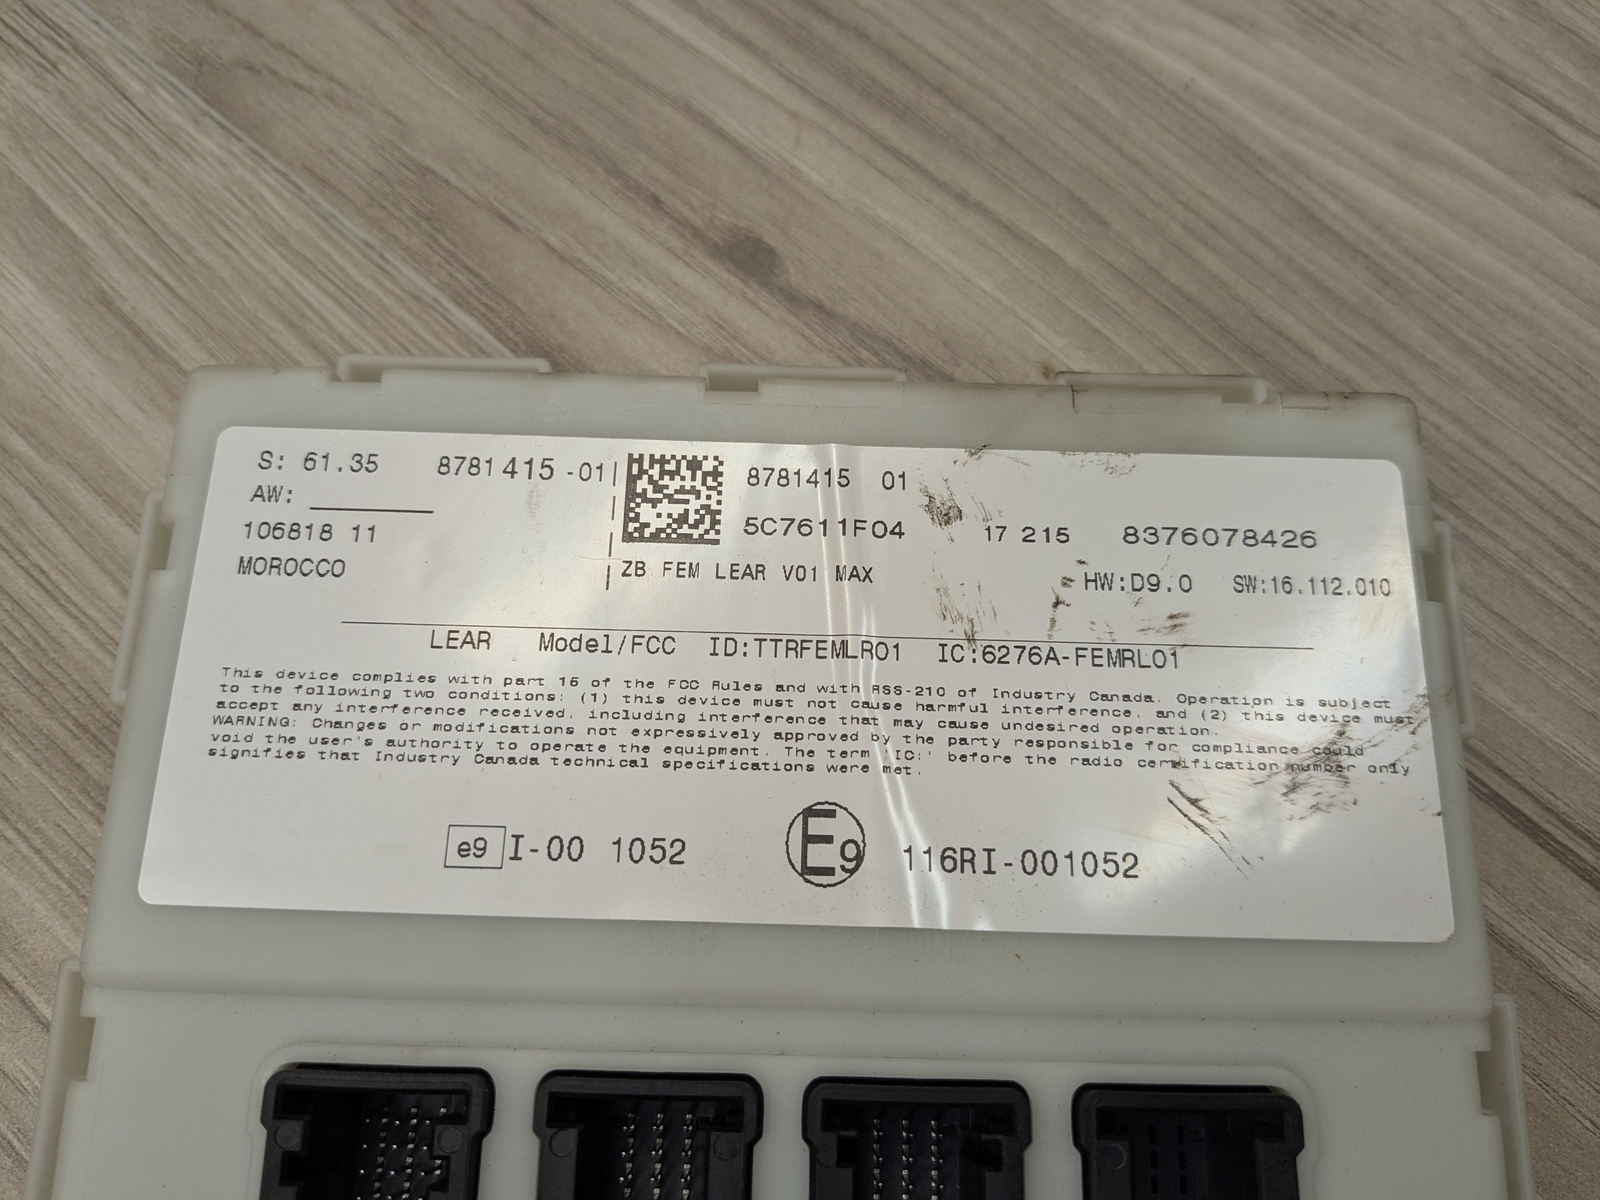 S: 61.35 8781415 -01
AW:
106818 11
MOROCCO
8781415 01
5C7611F04 17 215 8376078426
ZB FEM LEAR V01 MAX HW:D9.0 SW:16.112.010
LEAR Model/FCC ID:TTRFEMLR01 IC:6276A-FEMRL01
This device complies with part 15 of the FCC Rules and with RSS-210 of Industry Canada. Operation is subject
to the following two conditions: (1) this device must not cause harmful interference, and (2) this device must
accept any interference received, including interference that may cause undesired operation.
WARNING: Changes or modifications not expressively approved by the party responsible for compliance could
void the user's authority to operate the equipment. The term 'IC:' before the radio certification number only
signifies that Industry Canada technical specifications were met.
e9 I-00 1052 E9 116RI-001052